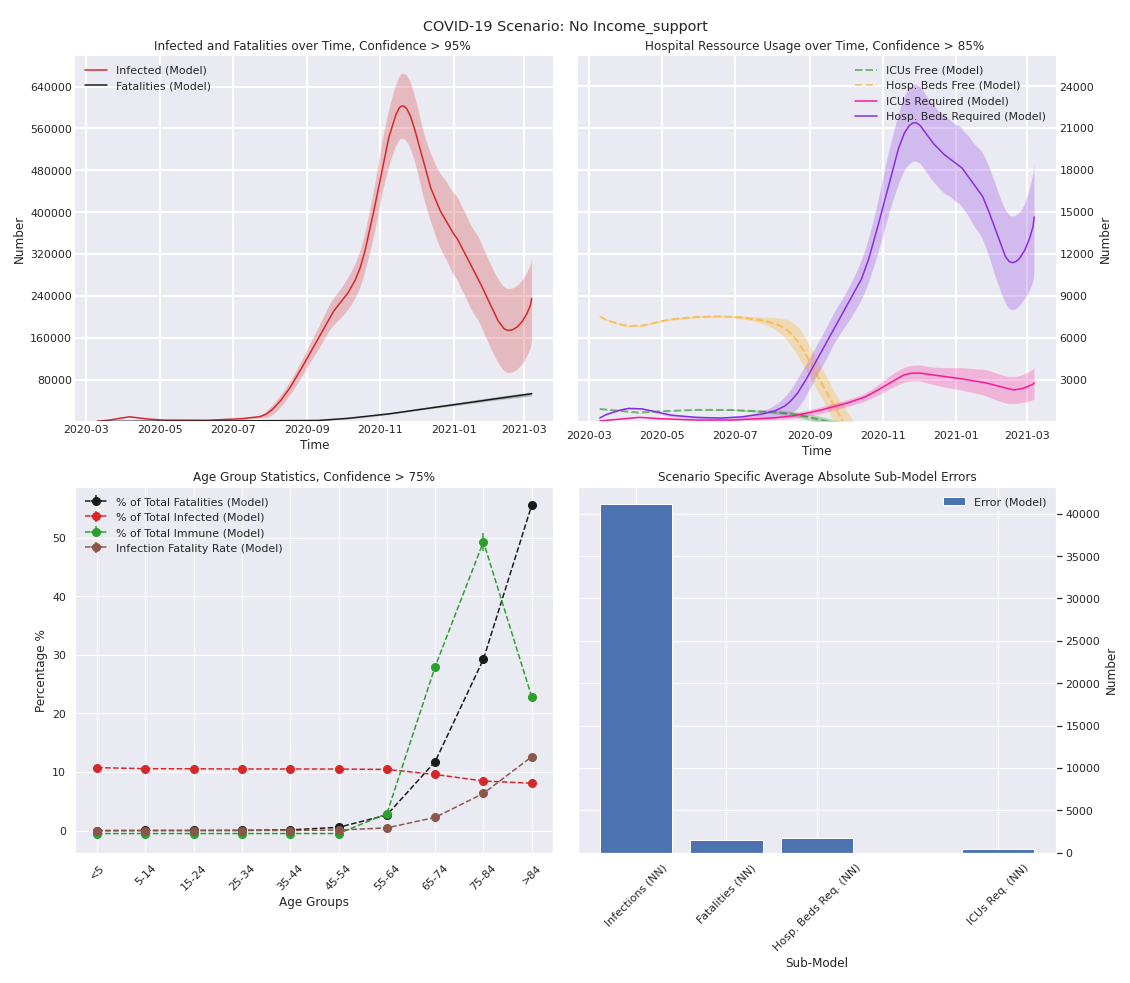 COVID-19 Scenario: No Income_support
Infected and Fatalities over Time, Confidence > 95%
Infected (Model)
Fatalities (Model)
640000
560000
480000
400000
320000
240000
160000
80000
Number
2020-03 2020-05 2020-07 2020-09 2020-11 2021-01 2021-03
Time
Hospital Ressource Usage over Time, Confidence > 85%
ICUs Free (Model)
Hosp. Beds Free (Model)
ICUs Required (Model)
Hosp. Beds Required (Model)
24000
21000
18000
15000
12000
9000
6000
3000
Number
2020-03 2020-05 2020-07 2020-09 2020-11 2021-01 2021-03
Time
Age Group Statistics, Confidence > 75%
% of Total Fatalities (Model)
% of Total Infected (Model)
% of Total Immune (Model)
Infection Fatality Rate (Model)
50
40
30
20
10
0
Percentage %
<5 5-14 15-24 25-34 35-44 45-54 55-64 65-74 75-84 >84
Age Groups
Scenario Specific Average Absolute Sub-Model Errors
Error (Model)
40000
35000
30000
25000
20000
15000
10000
5000
0
Number
Infections (NN) Fatalities (NN) Hosp. Beds Req. (NN) ICUs Req. (NN)
Sub-Model